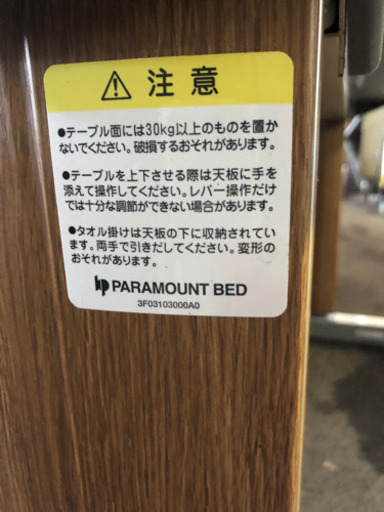 注意
●テーブル面には30kg以上のものを置か
ないでください。破損するおそれがあります。
●テーブルを上下させる際は天板に手を
添えて操作してください。レバー操作だけ
では十分な調節ができない場合があります。
●タオル掛けは天板の下に収納されてい
ます。両手で引きだしてください。変形の
おそれがあります。
PARAMOUNT BED
3F03103000A0